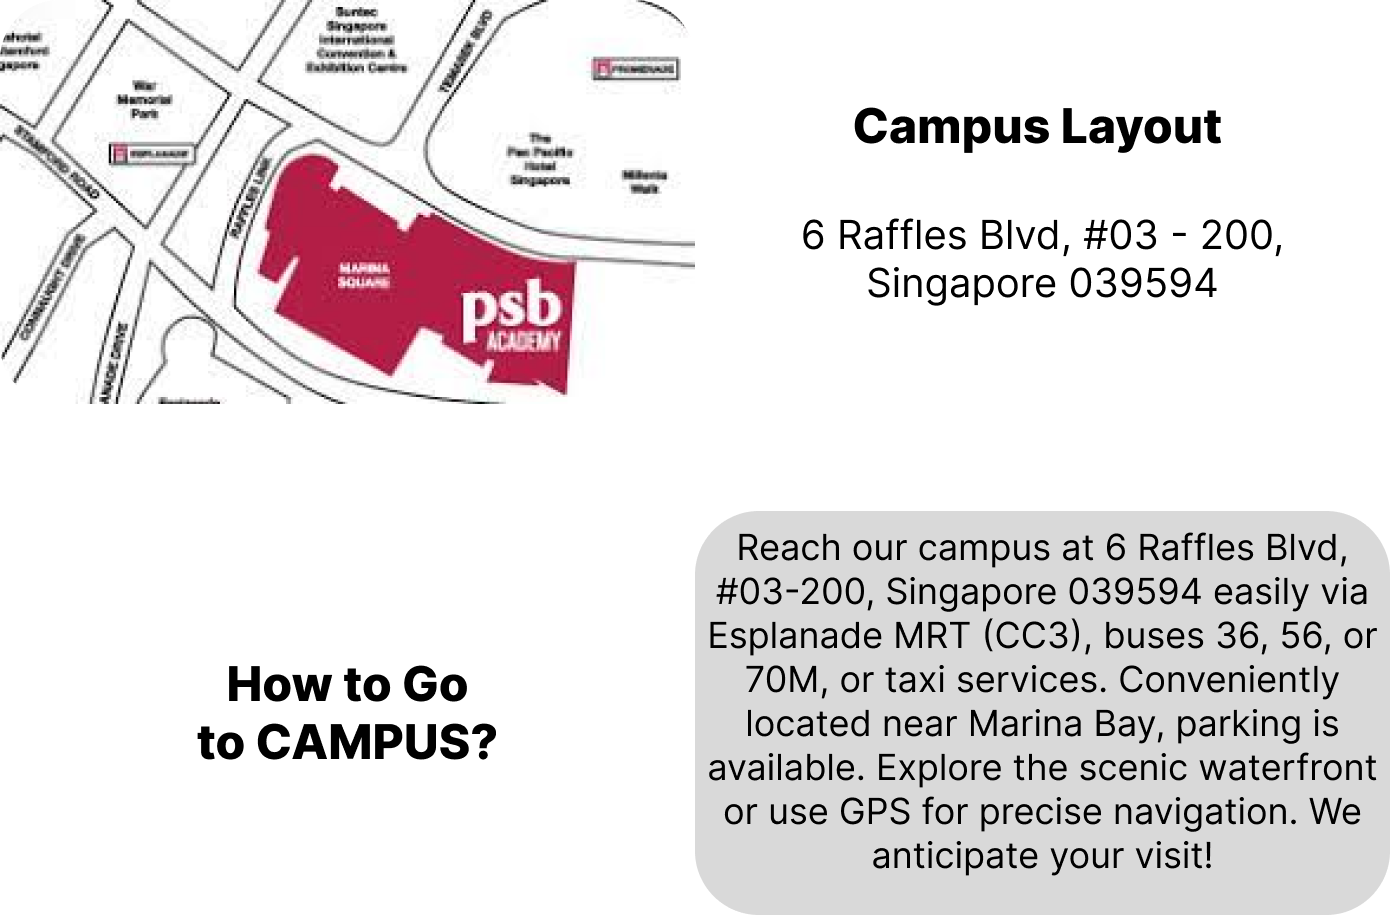 Suntec
Singapore
International
Convention &
Exhibition Centre
TEMASEK BLVD
PROMENADE
War
Memorial
Park
ESPLANADE
STAMFORD ROAD
RAFFLES LINK
The
Pan Pacific
Hotel
Singapore
Millenia
Walk
CONNAUGHT DRIVE
MARINA
SQUARE
psb
ACADEMY
Campus Layout
6 Raffles Blvd, #03 - 200,
Singapore 039594
How to Go
to CAMPUS?
Reach our campus at 6 Raffles Blvd,
#03-200, Singapore 039594 easily via
Esplanade MRT (CC3), buses 36, 56, or
70M, or taxi services. Conveniently
located near Marina Bay, parking is
available. Explore the scenic waterfront
or use GPS for precise navigation. We
anticipate your visit!